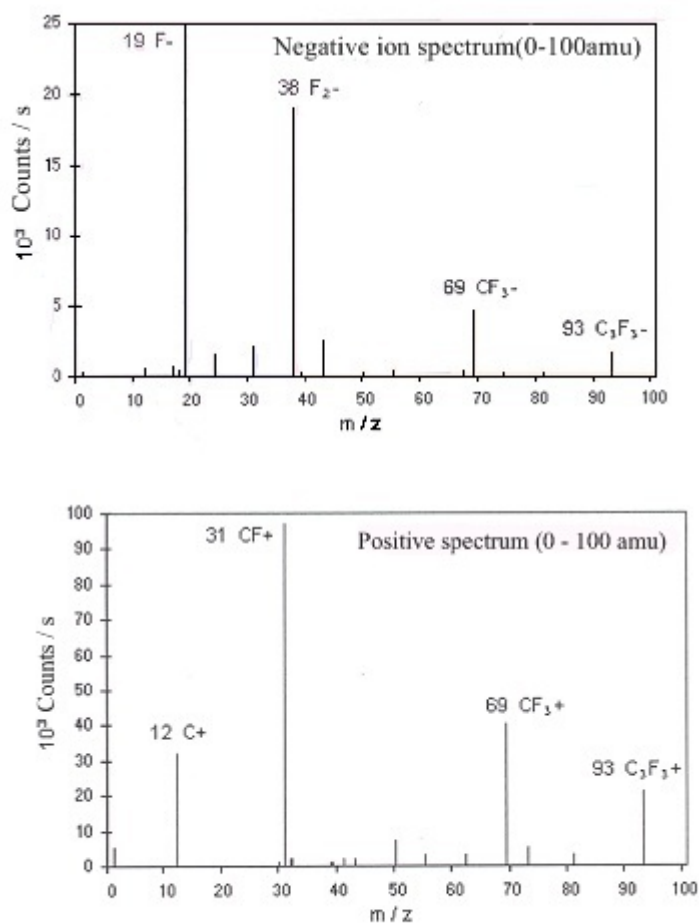 25
19 F-
Negative ion spectrum(0-100amu)
38 F₂-
20
15
10
5
0
69 CF₃-
93 C₃F₃-
0 10 20 30 40 50 60 70 80 90 100
m / z
10³ Counts / s
100
31 CF+
Positive spectrum (0 - 100 amu)
90
80
70
60
50
40
30
20
10
0
12 C+
69 CF₃+
93 C₃F₃+
0 10 20 30 40 50 60 70 80 90 100
m / z
10³ Counts / s